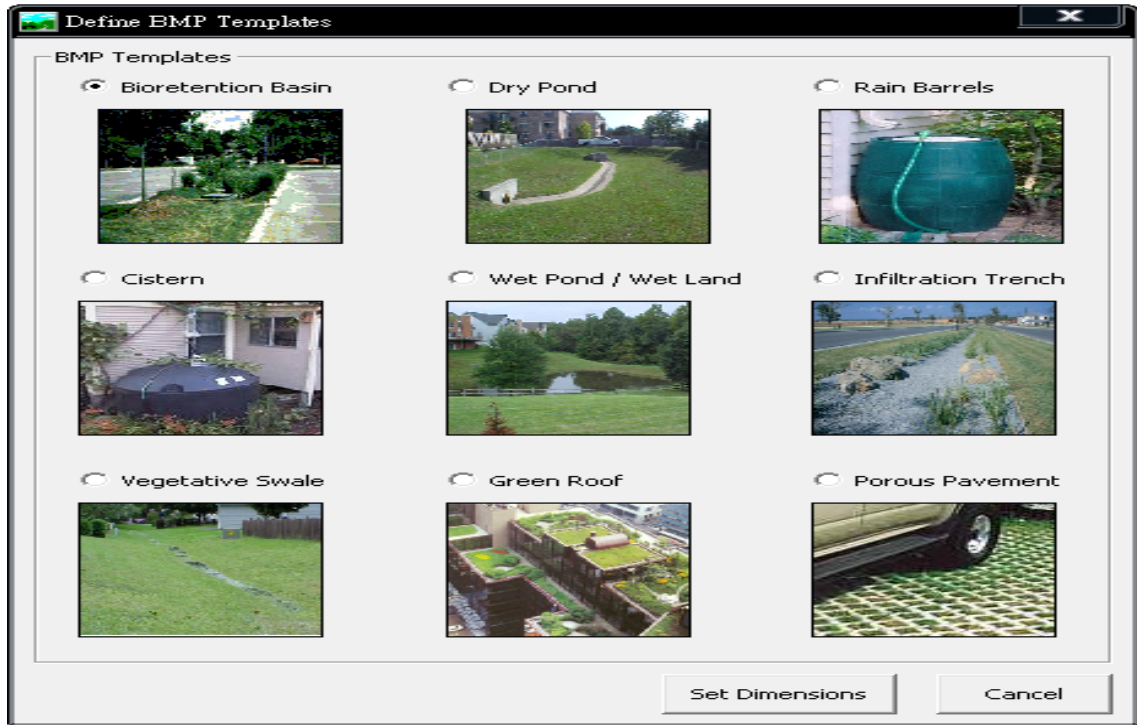 Define BMP Templates
BMP Templates
Bioretention Basin
Dry Pond
Rain Barrels
Cistern
Wet Pond / Wet Land
Infiltration Trench
Vegetative Swale
Green Roof
Porous Pavement
Set Dimensions
Cancel